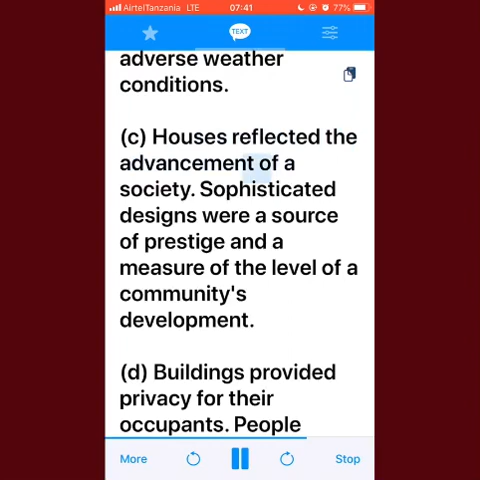 AirtelTanzania LTE 07:41 77%
TEXT
adverse weather
conditions.
(c) Houses reflected the
advancement of a
society. Sophisticated
designs were a source
of prestige and a
measure of the level of a
community's
development.
(d) Buildings provided
privacy for their
occupants. People
More Stop